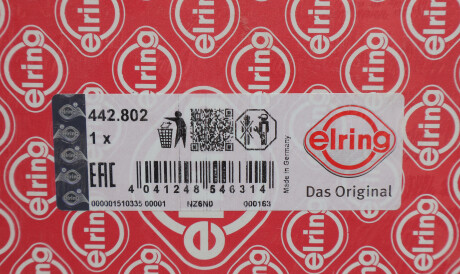 442.802
1 x
EAC
4 041248 546314
000001510335 00001 NZ6N0 000163
Made in Germany
elring
Das Original